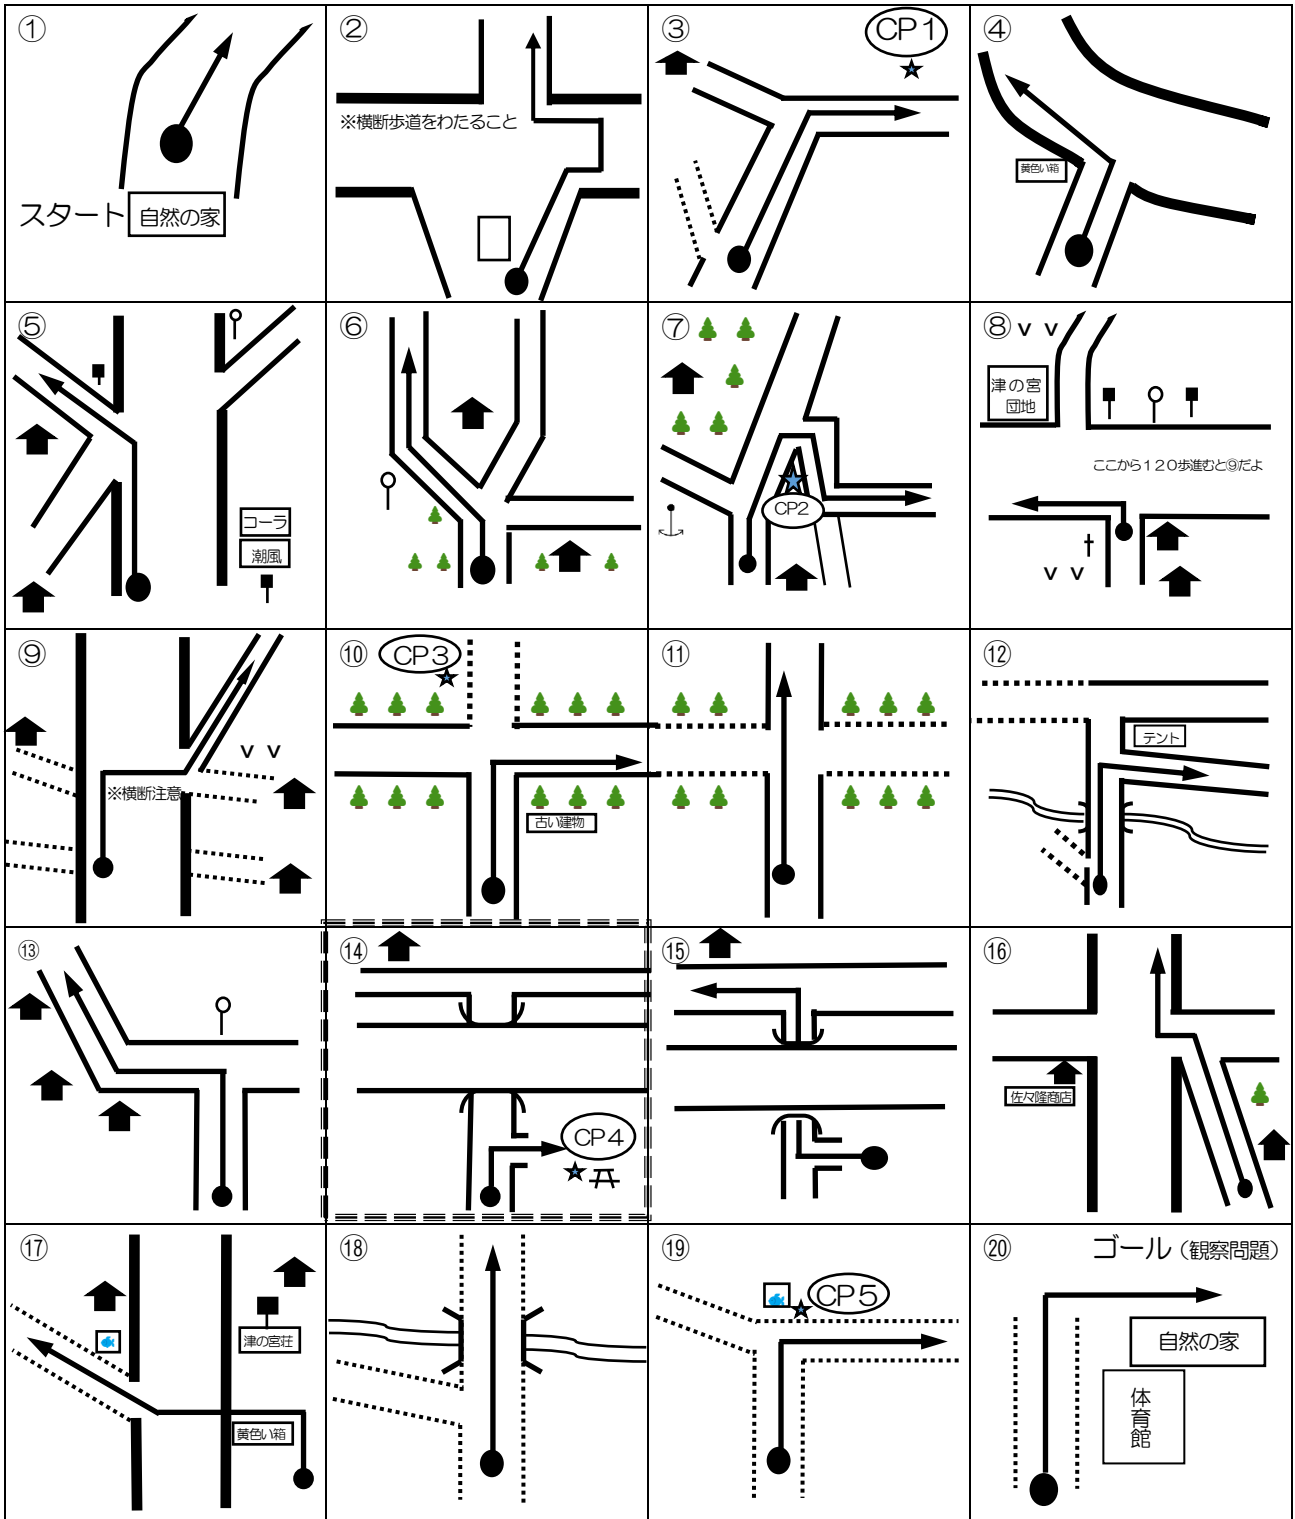 ①
スタート
自然の家
②
※横断歩道をわたること
③
CP1
④
黄色い箱
⑤
コーラ
潮風
⑥
⑦
CP2
⑧
津の宮
団地
ここから120歩進むと⑨だよ
⑨
※横断注意
⑩
CP3
古い建物
⑪
⑫
テント
⑬
⑭
CP4
⑮
⑯
佐々隆商店
⑰
津の宮荘
黄色い箱
⑱
⑲
CP5
⑳
ゴール（観察問題）
自然の家
体育館